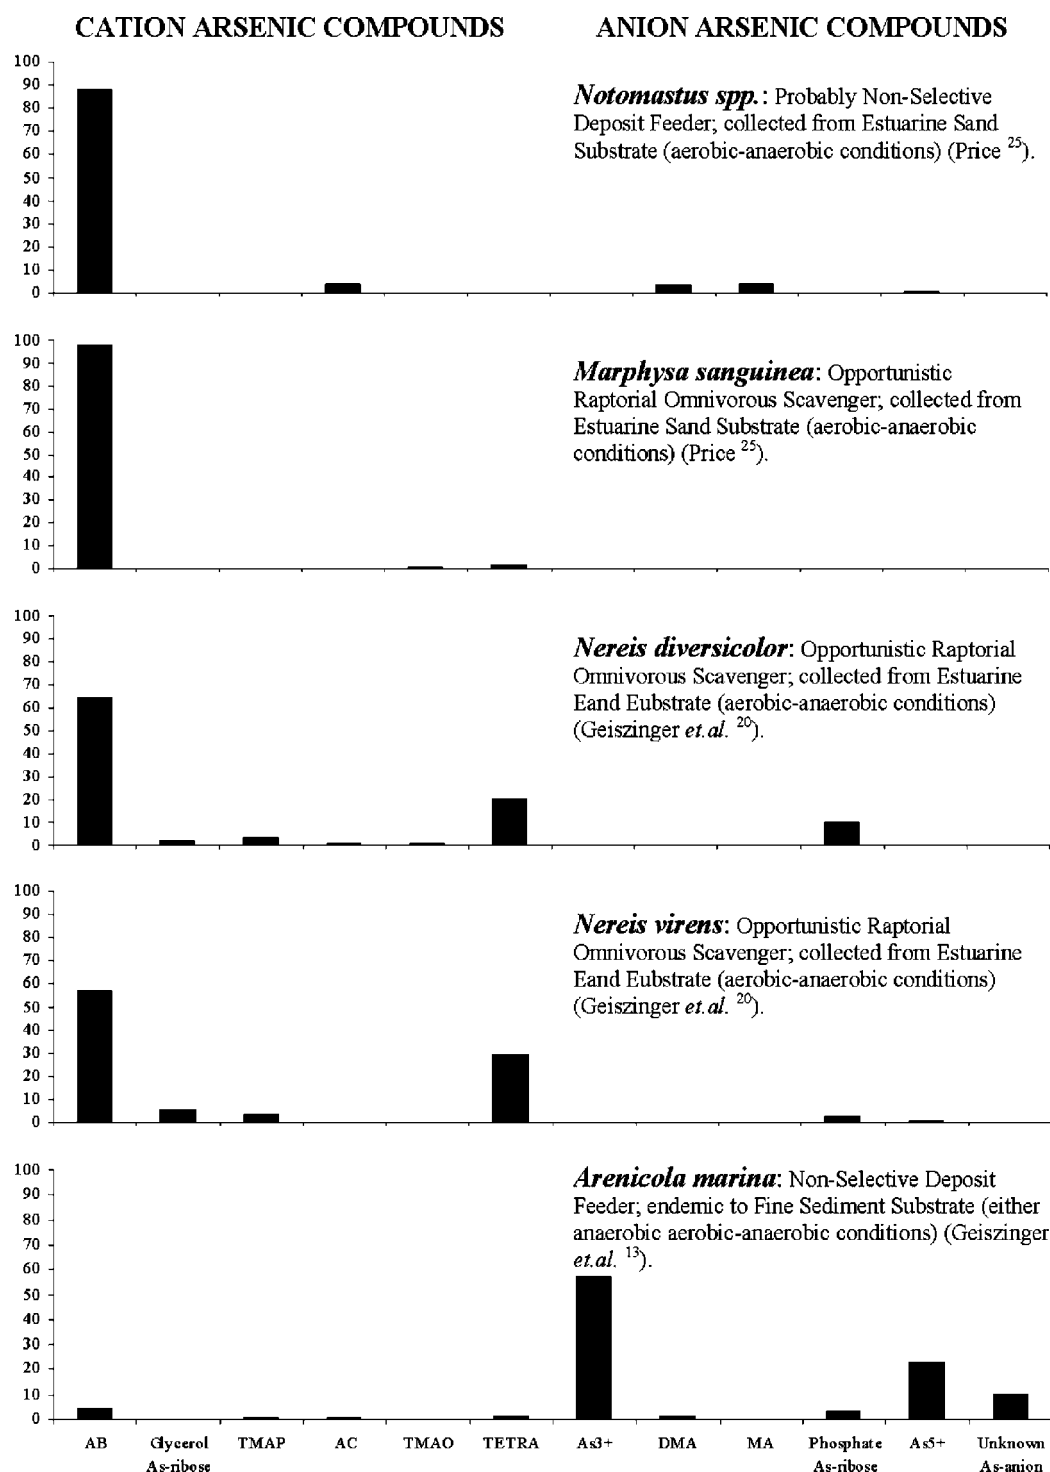 CATION ARSENIC COMPOUNDS ANION ARSENIC COMPOUNDS
100
90
80
70
60
50
40
30
20
10
0
Notomastus spp.: Probably Non-Selective
Deposit Feeder; collected from Estuarine Sand
Substrate (aerobic-anaerobic conditions) (Price 25).
100
90
80
70
60
50
40
30
20
10
0
Marphysa sanguinea: Opportunistic
Raptorial Omnivorous Scavenger; collected from
Estuarine Sand Substrate (aerobic-anaerobic
conditions) (Price 25).
100
90
80
70
60
50
40
30
20
10
0
Nereis diversicolor: Opportunistic Raptorial
Omnivorous Scavenger; collected from Estuarine
Eand Eubstrate (aerobic-anaerobic conditions)
(Geiszinger et.al. 20).
100
90
80
70
60
50
40
30
20
10
0
Nereis virens: Opportunistic Raptorial
Omnivorous Scavenger; collected from Estuarine
Eand Eubstrate (aerobic-anaerobic conditions)
(Geiszinger et.al. 20).
100
90
80
70
60
50
40
30
20
10
0
Arenicola marina: Non-Selective Deposit
Feeder; endemic to Fine Sediment Substrate (either
anaerobic aerobic-anaerobic conditions) (Geiszinger
et.al. 13).
AB Glycerol TMAP AC TMAO TETRA As3+ DMA MA Phosphate As5+ Unknown
As-ribose As-ribose As-anion